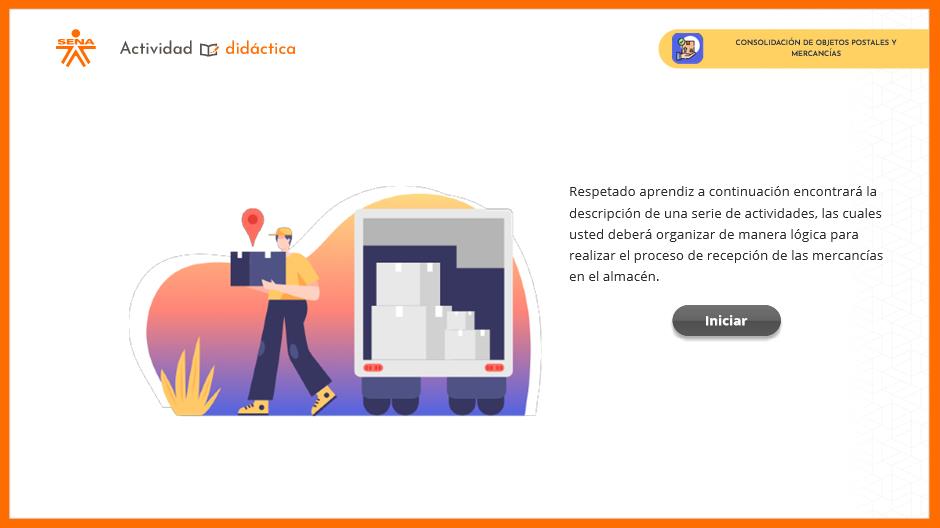 SENA
Actividad didáctica
CONSOLIDACIÓN DE OBJETOS POSTALES Y
MERCANCÍAS
Respetado aprendiz a continuación encontrará la
descripción de una serie de actividades, las cuales
usted deberá organizar de manera lógica para
realizar el proceso de recepción de las mercancías
en el almacén.
Iniciar